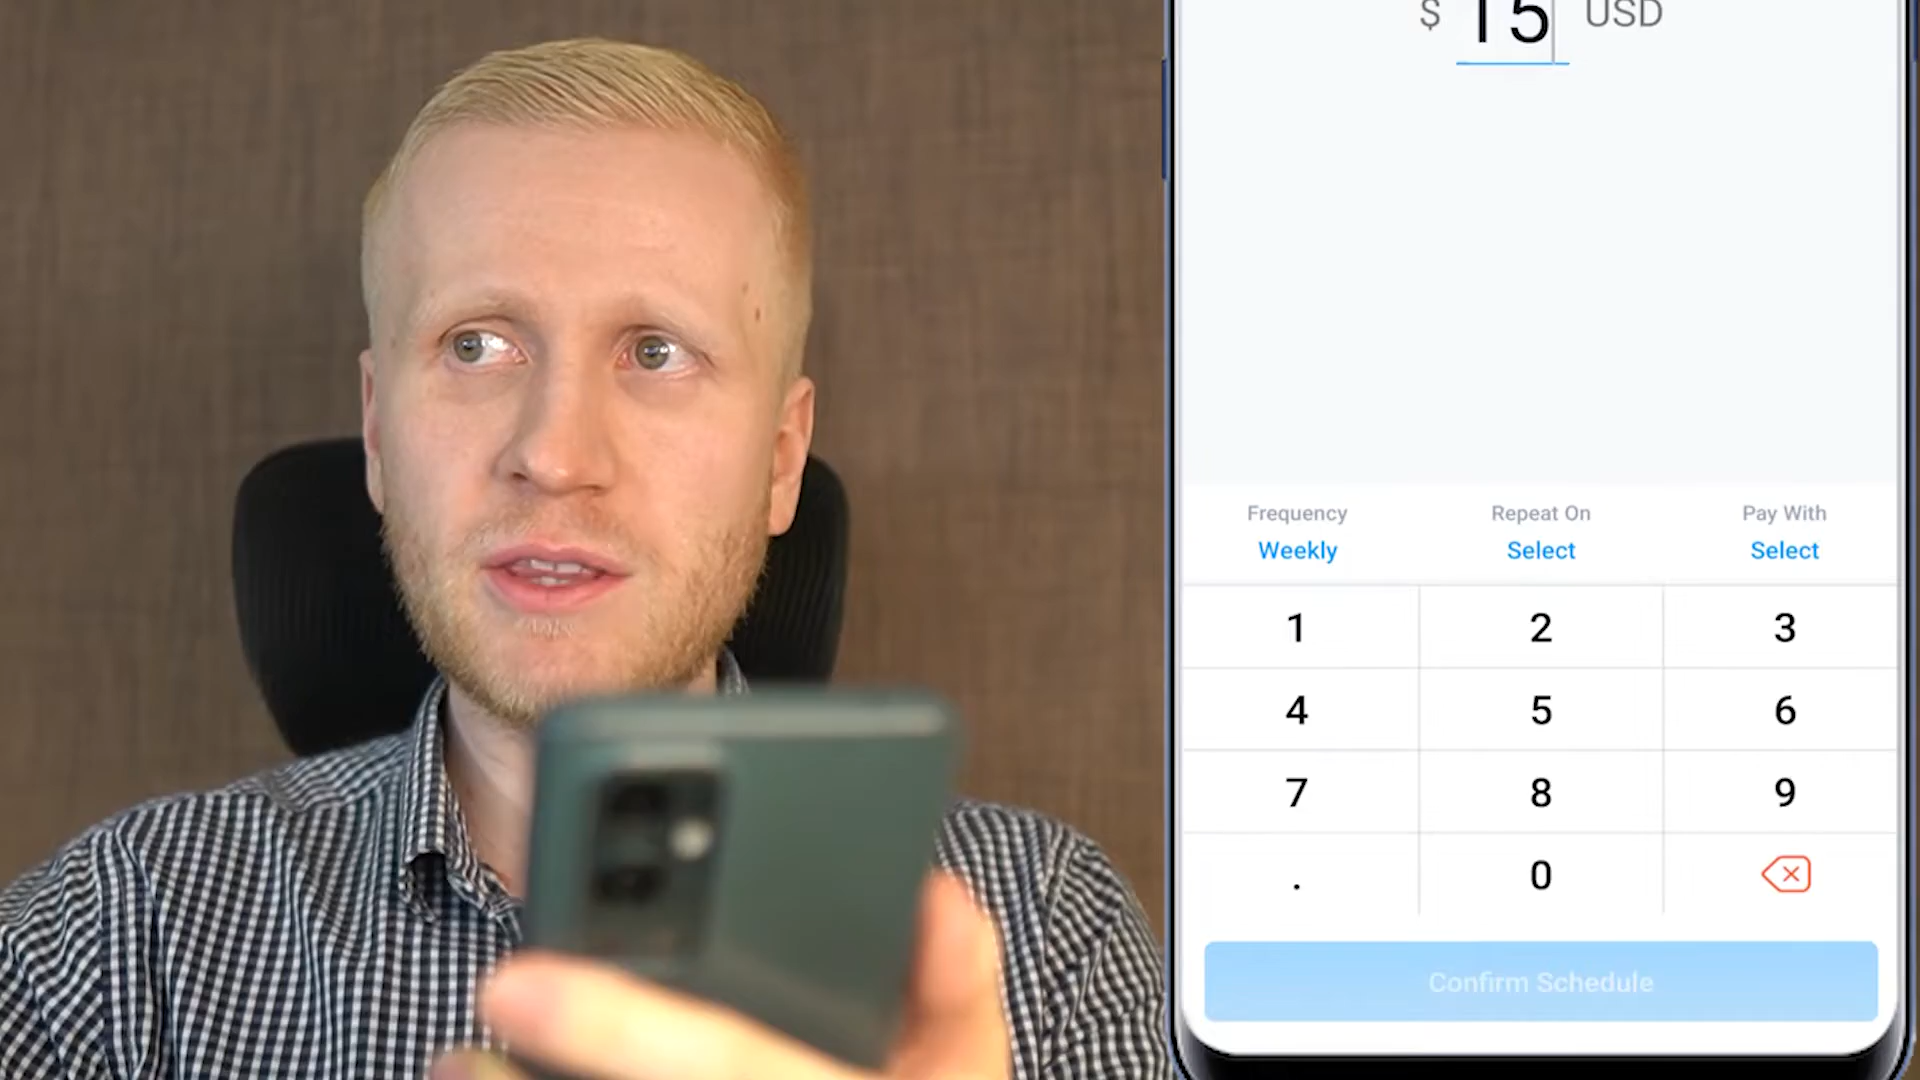 $ 15 USD
Frequency Repeat On Pay With
Weekly Select Select
1 2 3
4 5 6
7 8 9
. 0
Confirm Schedule